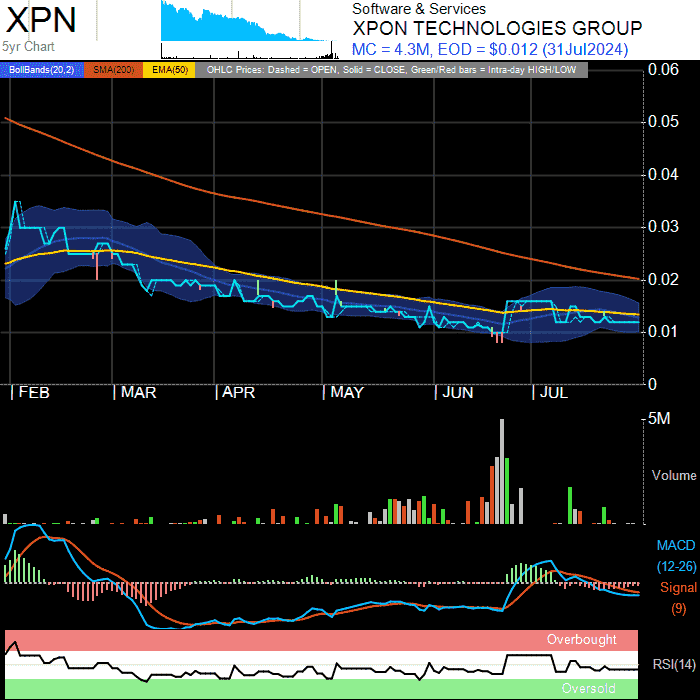 XPN
5yr Chart
Software & Services
XPON TECHNOLOGIES GROUP
MC = 4.3M, EOD = $0.012 (31Jul2024)
BollBands(20,2) SMA(200) EMA(50) OHLC Prices: Dashed = OPEN, Solid = CLOSE, Green/Red bars = Intra-day HIGH/LOW
0.06
0.05
0.04
0.03
0.02
0.01
0
FEB MAR APR MAY JUN JUL
5M
Volume
MACD
(12-26)
Signal
(9)
Overbought
RSI(14)
Oversold